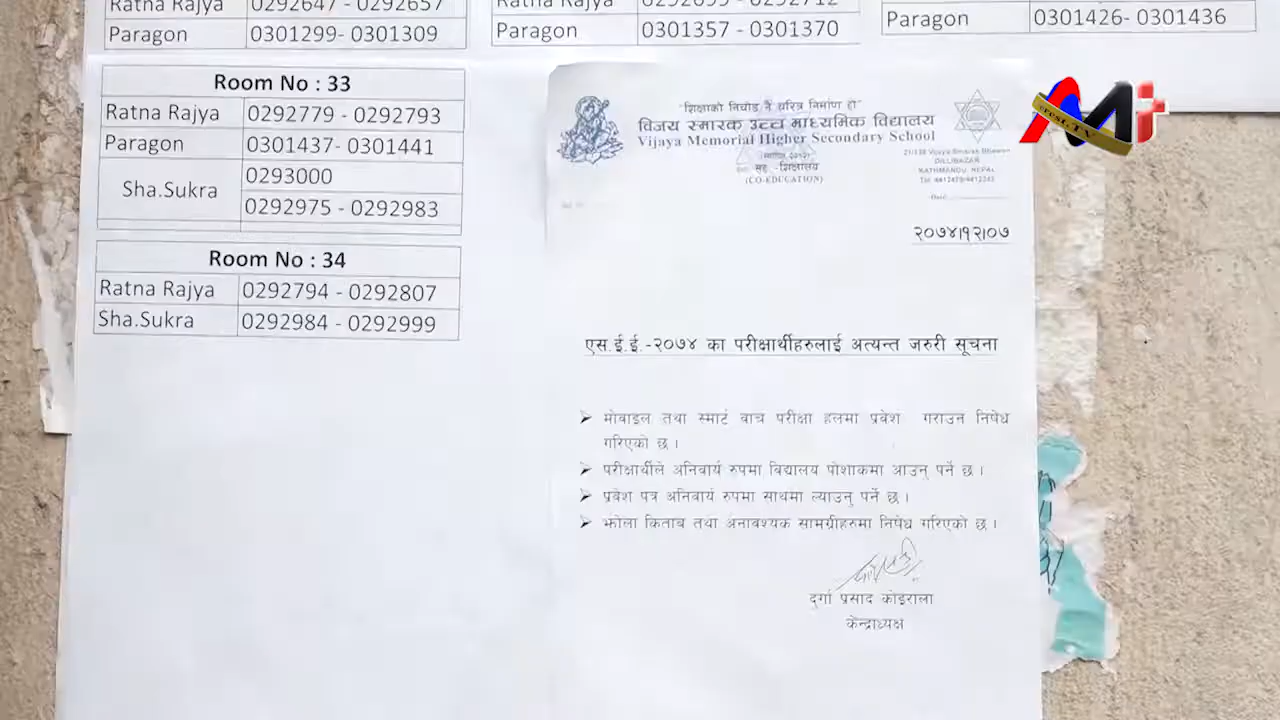 Ratna Rajya 0292647 - 0292657
Paragon 0301299- 0301309
Ratna Rajya
Paragon 0301357 - 0301370
Paragon 0301426- 0301436
Room No : 33
Ratna Rajya 0292779 - 0292793
Paragon 0301437- 0301441
Sha.Sukra 0293000
0292975 - 0292983
Room No : 34
Ratna Rajya 0292794 - 0292807
Sha.Sukra 0292984 - 0292999
"शिक्षाको निचोड नै चरित्र निर्माण हो"
विजय स्मारक उच्च माध्यमिक विद्यालय
Vijaya Memorial Higher Secondary School
सह - शिक्षालय
(CO-EDUCATION)
DILLIBAZAR
KATHMANDU, NEPAL
Date
२०७४।१२।०७
एस.ई.ई.-२०७४ का परीक्षार्थीहरुलाई अत्यन्त जरुरी सूचना
➢ मोबाइल तथा स्मार्ट वाच परीक्षा हलमा प्रवेश गराउन निषेध
गरिएको छ ।
➢ परीक्षार्थीले अनिवार्य रुपमा विद्यालय पोशाकमा आउनु पर्ने छ ।
➢ प्रवेश पत्र अनिवार्य रुपमा साथमा ल्याउनु पर्ने छ ।
➢ झोला किताब तथा अनावश्यक सामग्रीहरुमा निषेध गरिएको छ ।
दुर्गा प्रसाद कोइराला
केन्द्राध्यक्ष